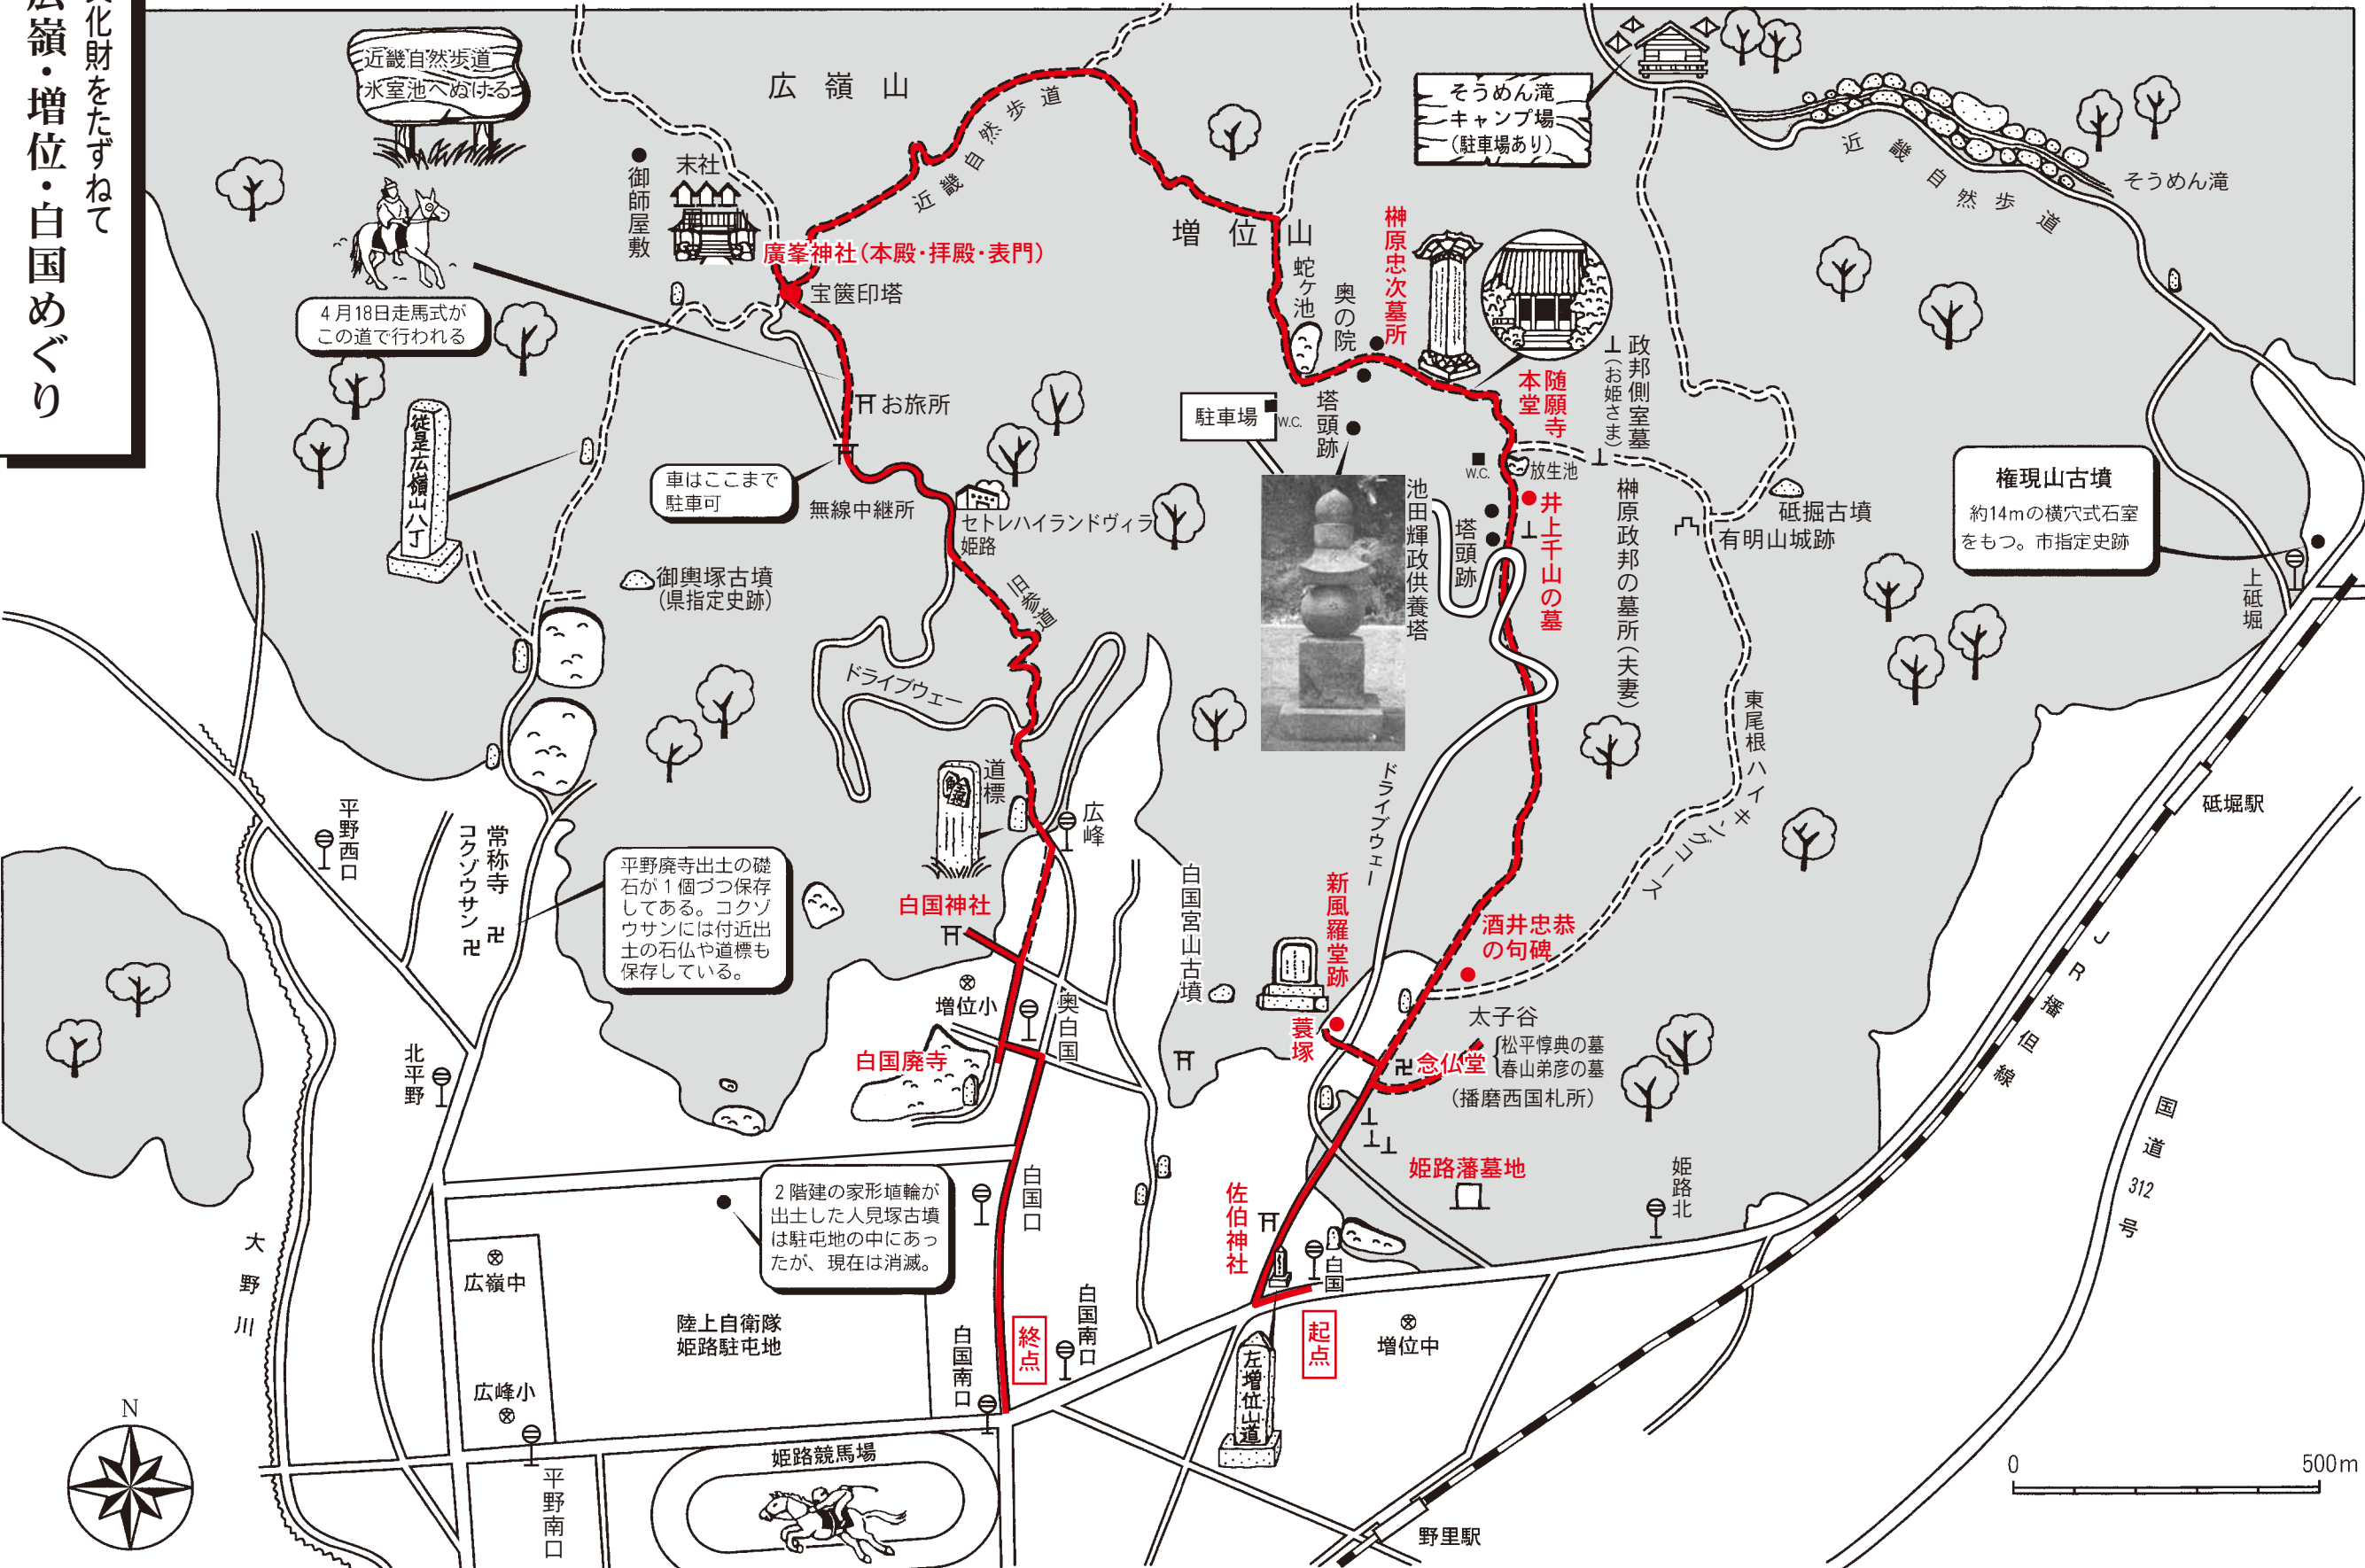 化財をたずねて
広嶺・増位・白国めぐり
近畿自然歩道
氷室池へぬける
4月18日走馬式が
この道で行われる
御師屋敷
末社
広嶺山
近畿自然歩道
廣峯神社（本殿・拝殿・表門）
宝篋印塔
お旅所
車はここまで
駐車可
無線中継所
セトレハイランドヴィラ
姫路
従是広嶺山八丁
御輿塚古墳
（県指定史跡）
旧参道
ドライブウェー
道標
広峰
増位山
蛇ヶ池
奥の院
榊原忠次墓所
随願寺
本堂
政邦側室墓
（お姫さま）
駐車場
W.C.
塔頭跡
W.C.
放生池
井上千山の墓
塔頭跡
池田輝政供養塔
榊原政邦の墓所（夫妻）
砥掘古墳
有明山城跡
そうめん滝
キャンプ場
（駐車場あり）
近畿自然歩道
そうめん滝
権現山古墳
約14mの横穴式石室
をもつ。市指定史跡
上砥堀
砥堀駅
JR播但線
国道312号
東尾根ハイキングコース
ドライブウェー
新風羅堂跡
蓑塚
酒井忠恭
の句碑
太子谷
念仏堂
松平惇典の墓
春山弟彦の墓
（播磨西国札所）
姫路藩墓地
姫路北
佐伯神社
白国
起点
左増位山道
増位中
野里駅
白国宮山古墳
白国神社
増位小
奥白国
白国廃寺
白国口
終点
白国南口
白国南口
平野西口
常称寺
コクゾウサン
平野廃寺出土の礎
石が1個づつ保存
してある。コクゾ
ウサンには付近出
土の石仏や道標も
保存している。
北平野
2階建の家形埴輪が
出土した人見塚古墳
は駐屯地の中にあっ
たが、現在は消滅。
大野川
広嶺中
陸上自衛隊
姫路駐屯地
広峰小
平野南口
姫路競馬場
N
0 500m